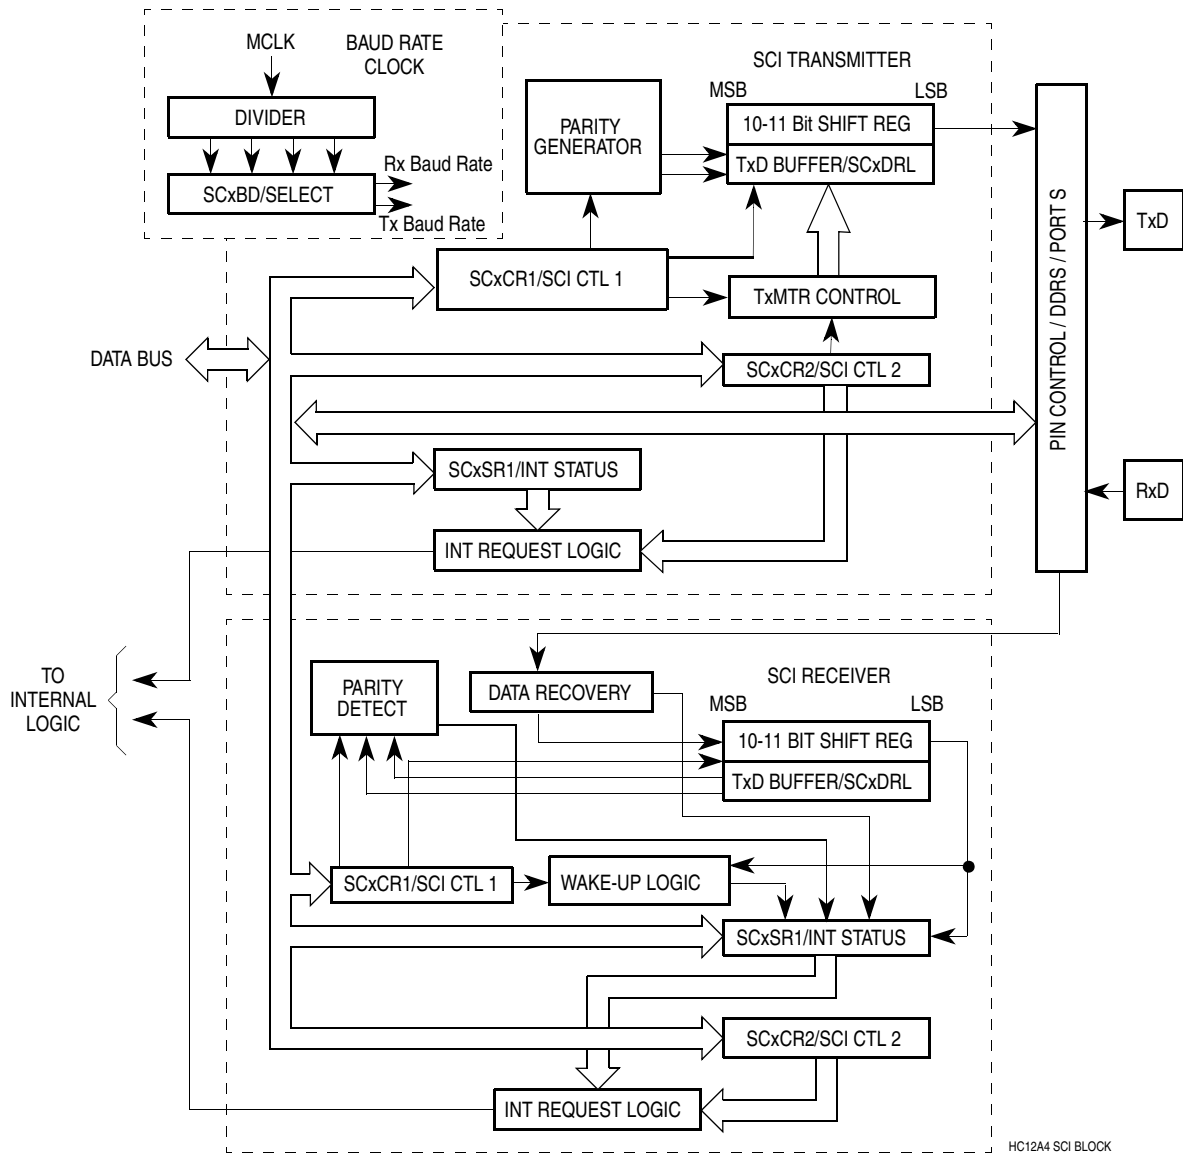 MCLK
BAUD RATE
CLOCK
DIVIDER
SCxBD/SELECT
Rx Baud Rate
Tx Baud Rate
SCI TRANSMITTER
MSB
LSB
PARITY
GENERATOR
10-11 Bit SHIFT REG
TxD BUFFER/SCxDRL
SCxCR1/SCI CTL 1
TxMTR CONTROL
DATA BUS
SCxCR2/SCI CTL 2
SCxSR1/INT STATUS
INT REQUEST LOGIC
PIN CONTROL / DDRS / PORT S
TxD
RxD
TO
INTERNAL
LOGIC
SCI RECEIVER
PARITY
DETECT
DATA RECOVERY
MSB
LSB
10-11 BIT SHIFT REG
TxD BUFFER/SCxDRL
SCxCR1/SCI CTL 1
WAKE-UP LOGIC
SCxSR1/INT STATUS
SCxCR2/SCI CTL 2
INT REQUEST LOGIC
HC12A4 SCI BLOCK